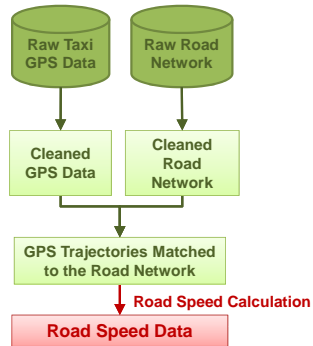 Raw Taxi
GPS Data
Raw Road
Network
Cleaned
GPS Data
Cleaned
Road
Network
GPS Trajectories Matched
to the Road Network
Road Speed Calculation
Road Speed Data